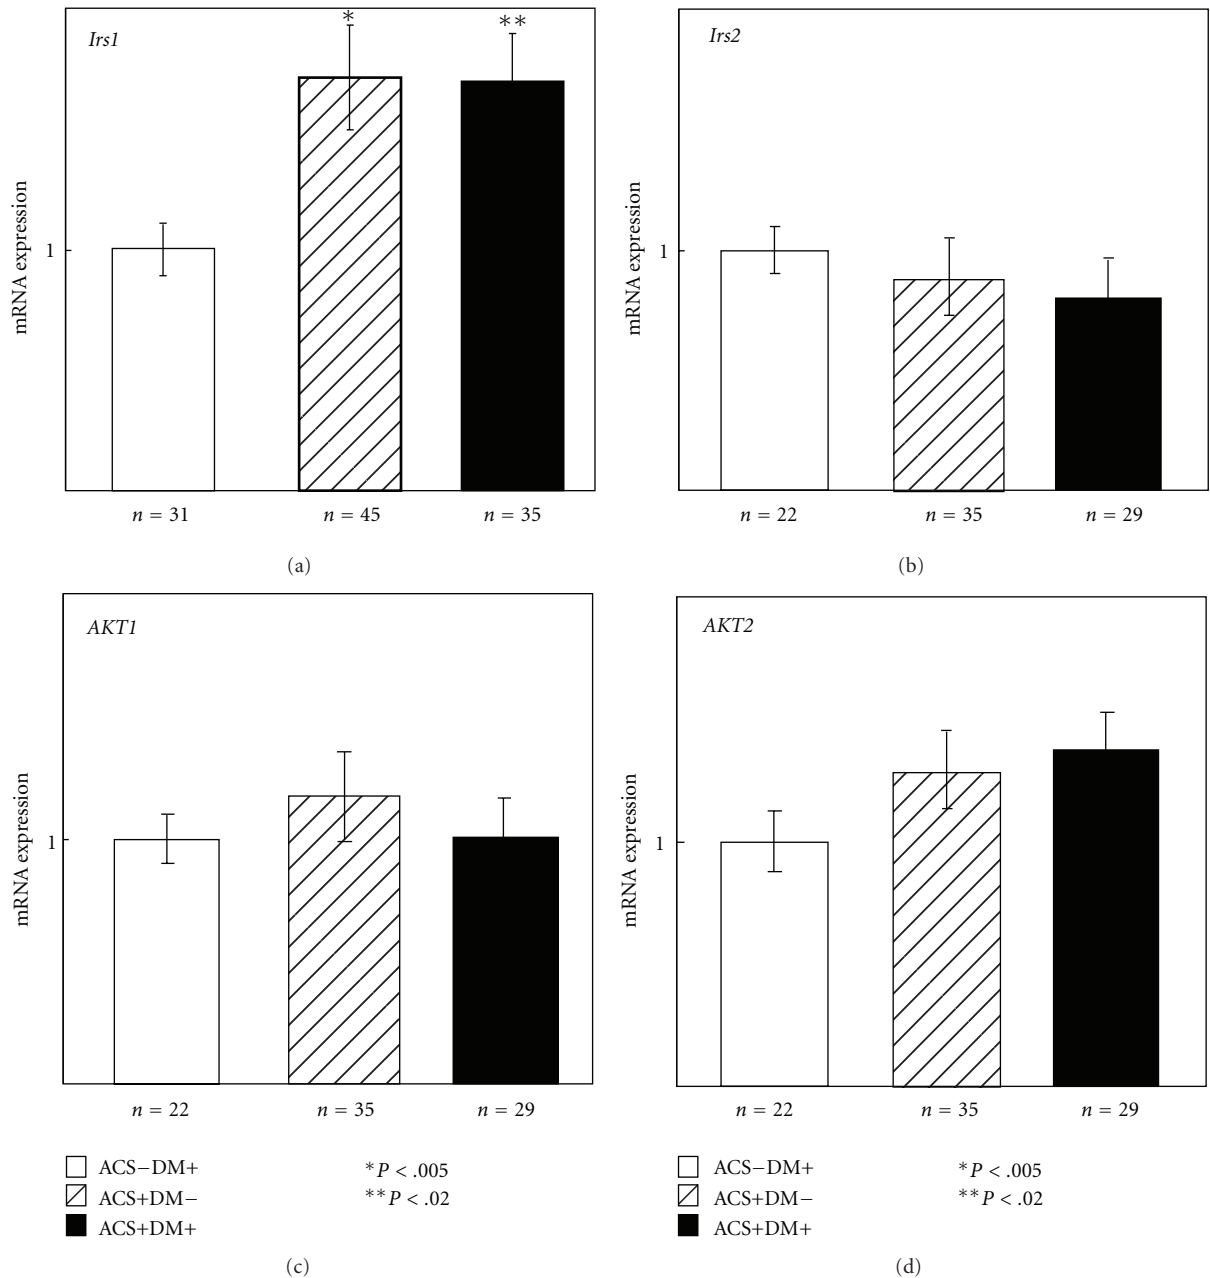 Irs1
*
**
mRNA expression
1
n = 31
n = 45
n = 35
(a)
Irs2
mRNA expression
1
n = 22
n = 35
n = 29
(b)
AKT1
mRNA expression
1
n = 22
n = 35
n = 29
ACS−DM+
ACS+DM−
ACS+DM+
*P < .005
**P < .02
(c)
AKT2
mRNA expression
1
n = 22
n = 35
n = 29
ACS−DM+
ACS+DM−
ACS+DM+
*P < .005
**P < .02
(d)